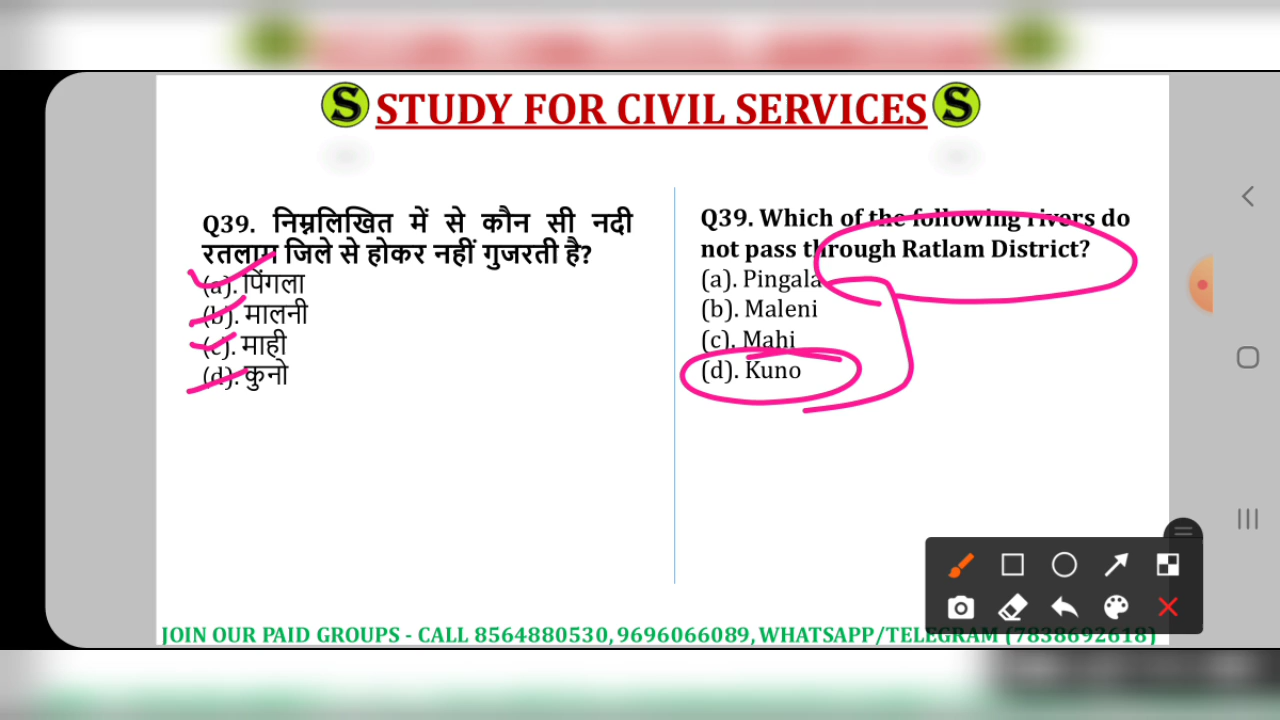 S STUDY FOR CIVIL SERVICES S
Q39. निम्नलिखित में से कौन सी नदी
रतलाम जिले से होकर नहीं गुजरती है?
(a). पिंगला
(b). मालनी
(c). माही
(d). कुनो
Q39. Which of the following rivers do
not pass through Ratlam District?
(a). Pingala
(b). Maleni
(c). Mahi
(d). Kuno
JOIN OUR PAID GROUPS - CALL 8564880530, 9696066089, WHATSAPP/TELEGRAM (7838692618)